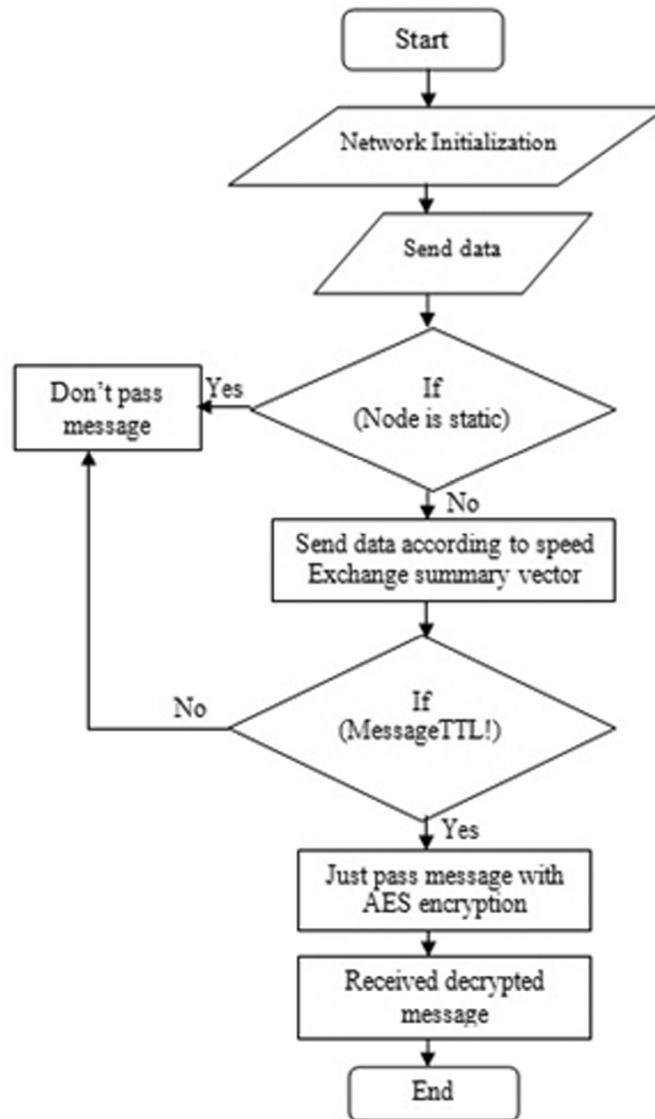 Start
Network Initialization
Send data
If
(Node is static)
Yes
Don't pass
message
No
Send data according to speed
Exchange summary vector
If
(MessageTTL!)
No
Yes
Just pass message with
AES encryption
Received decrypted
message
End